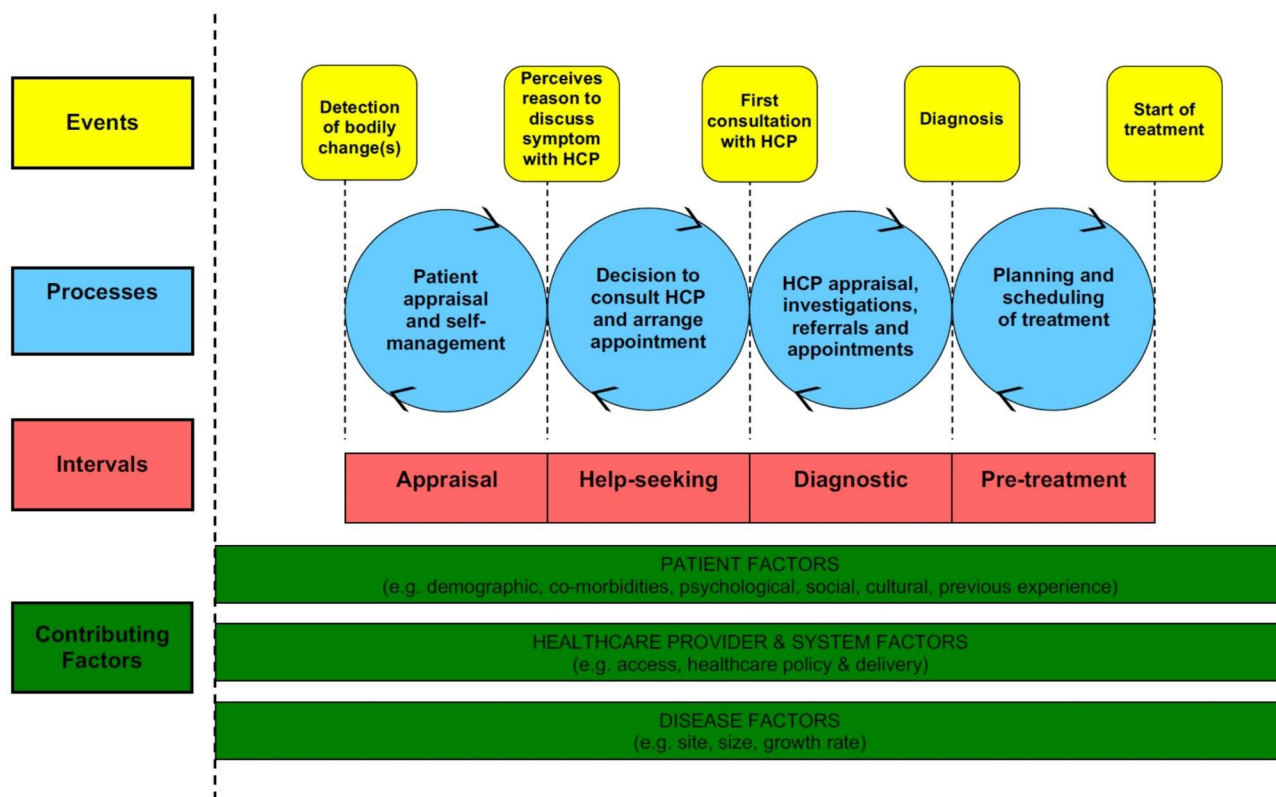 Events
Detection
of bodily
change(s)
Perceives
reason to
discuss
symptom
with HCP
First
consultation
with HCP
Diagnosis
Start of
treatment
Processes
Patient
appraisal
and self-
management
Decision to
consult HCP
and arrange
appointment
HCP appraisal,
investigations,
referrals and
appointments
Planning and
scheduling
of treatment
Intervals
Appraisal
Help-seeking
Diagnostic
Pre-treatment
Contributing
Factors
PATIENT FACTORS
(e.g. demographic, co-morbidities, psychological, social, cultural, previous experience)
HEALTHCARE PROVIDER & SYSTEM FACTORS
(e.g. access, healthcare policy & delivery)
DISEASE FACTORS
(e.g. site, size, growth rate)